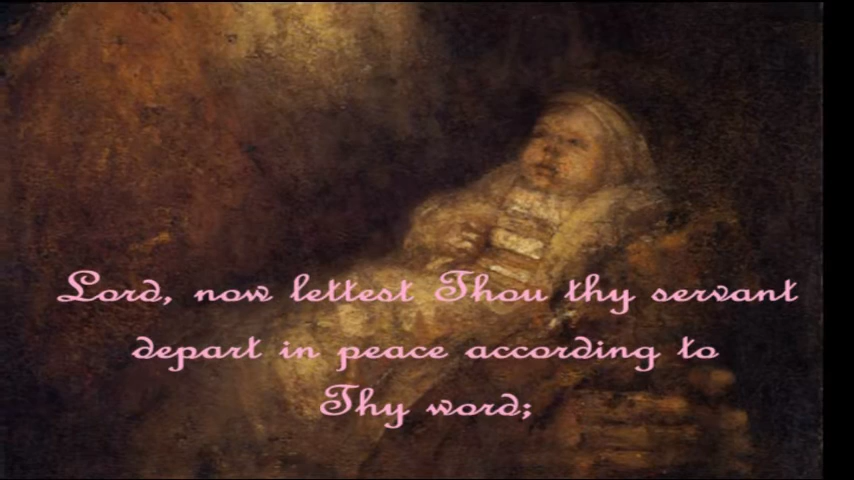 Lord, now lettest Thou thy servant
depart in peace according to
Thy word;